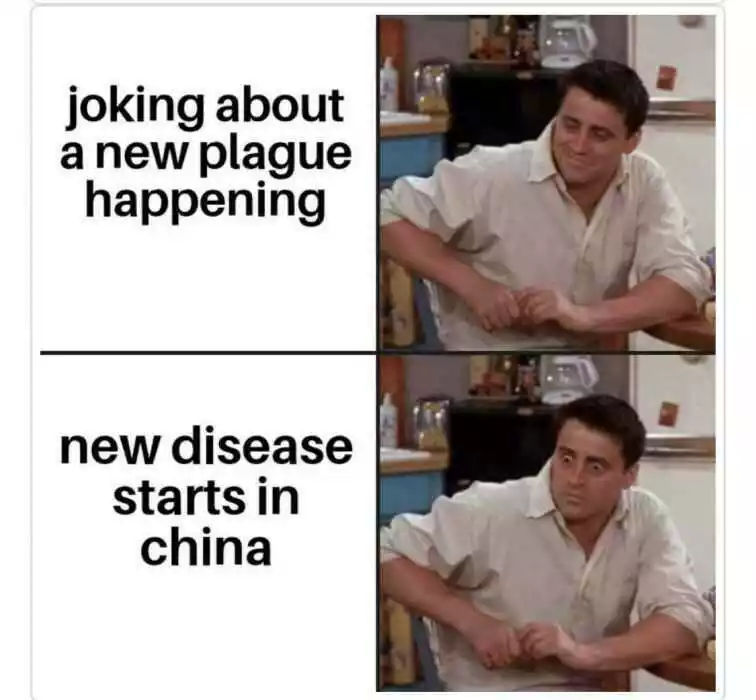 joking about
a new plague
happening
new disease
starts in
china